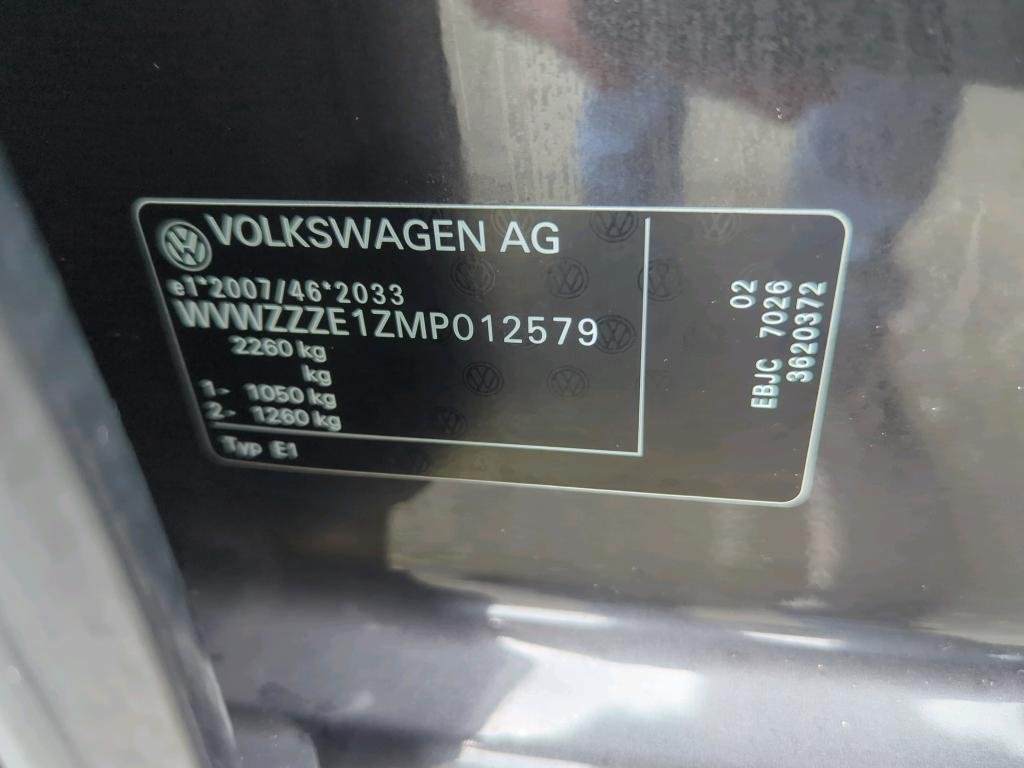 VOLKSWAGEN AG
e1*2007/46*2033
WVWZZZE1ZMP012579
2260 kg
kg
1- 1050 kg
2- 1260 kg
Typ E1
02
EBJC 7026
3620372